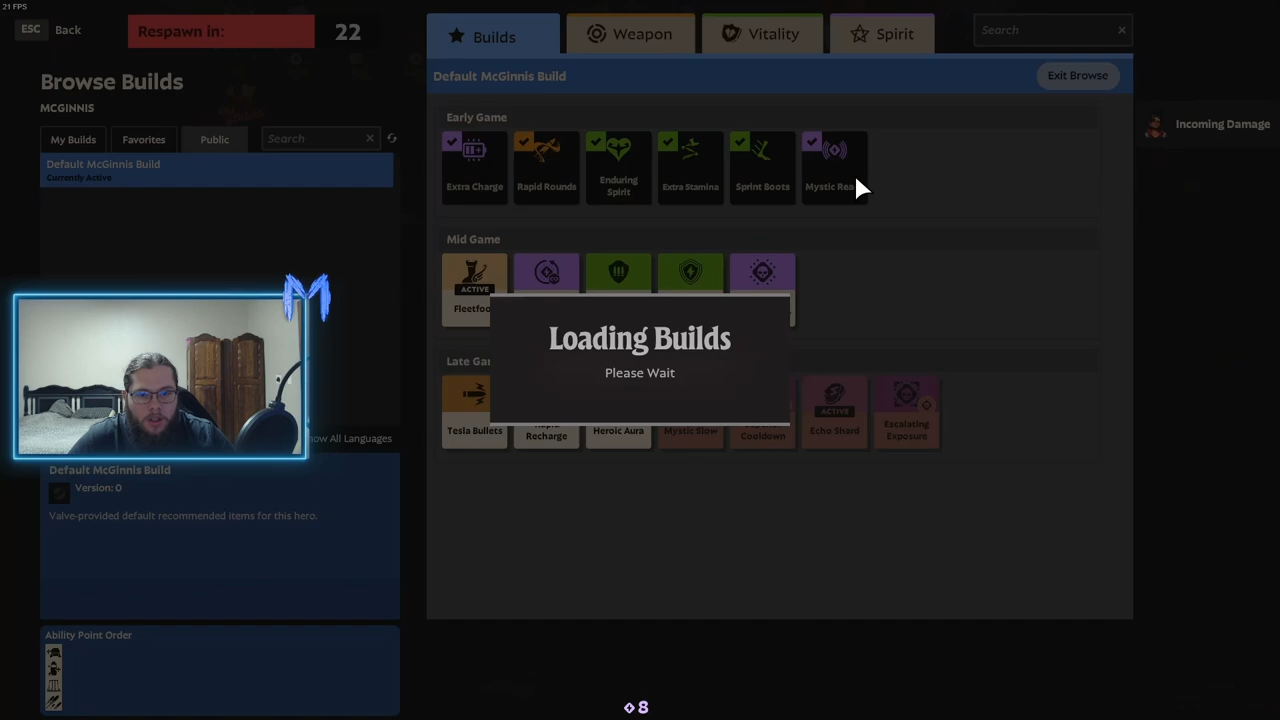 21 FPS
ESC Back
Respawn in: 22
Builds
Weapon
Vitality
Spirit
Search
Browse Builds
MCGINNIS
Default McGinnis Build
Exit Browse
My Builds
Favorites
Public
Search
Default McGinnis Build
Currently Active
Early Game
Extra Charge
Rapid Rounds
Enduring
Spirit
Extra Stamina
Sprint Boots
Mystic Rea
Incoming Damage
Mid Game
ACTIVE
Fleetfoo
Loading Builds
Please Wait
Late Gam
Tesla Bullets
Rapid
Recharge
Heroic Aura
Mystic Slow
Superior
Cooldown
ACTIVE
Echo Shard
Escalating
Exposure
M
how All Languages
Default McGinnis Build
Version: 0
Valve-provided default recommended items for this hero.
Ability Point Order
8